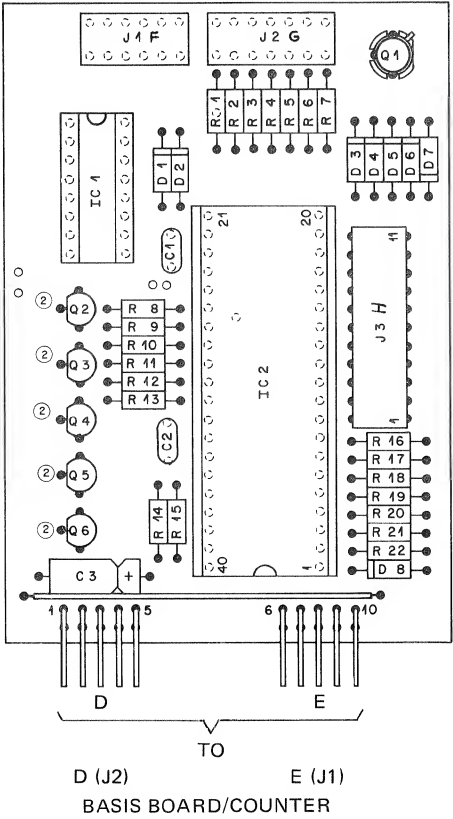 J1 F
J2 G
Q1
R 1
R 2
R 3
R 4
R 5
R 6
R 7
IC 1
D 1
D 2
D 3
D 4
D 5
D 6
D 7
21
20
C1
11
J3 H
1
2
Q2
2
Q3
2
Q4
2
Q5
2
Q6
R 8
R 9
R 10
R 11
R 12
R 13
IC 2
C2
R 14
R 15
R 16
R 17
R 18
R 19
R 20
R 21
R 22
D 8
40
1
C 3 +
1 5 6 10
D E
TO
D (J2) E (J1)
BASIS BOARD/COUNTER